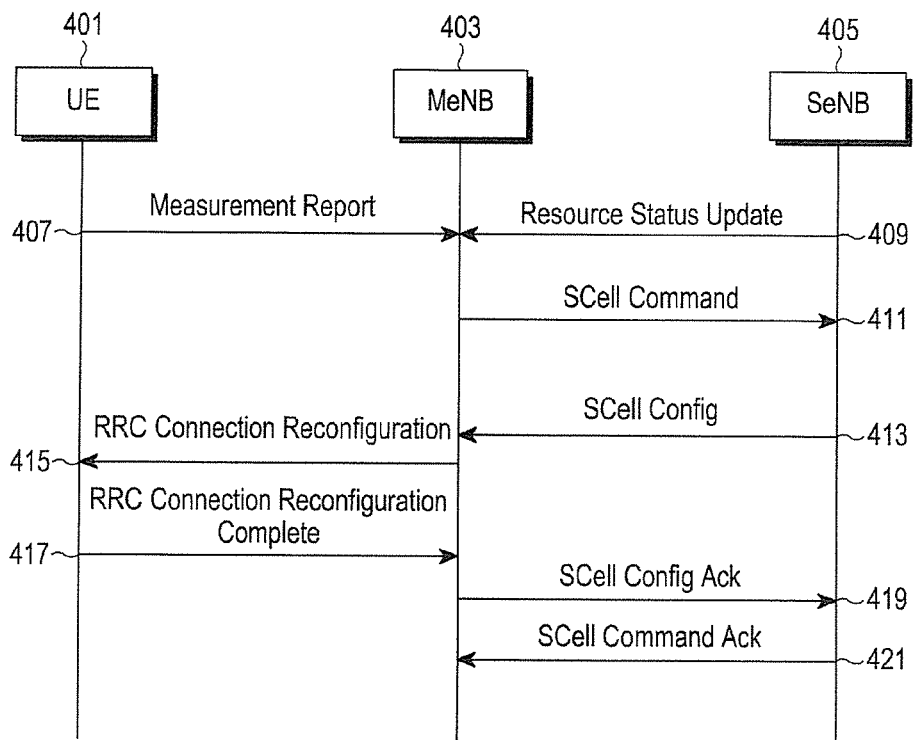 401
403
405
UE
MeNB
SeNB
Measurement Report
Resource Status Update
407
409
SCell Command
411
SCell Config
413
RRC Connection Reconfiguration
415
RRC Connection Reconfiguration
Complete
417
SCell Config Ack
419
SCell Command Ack
421